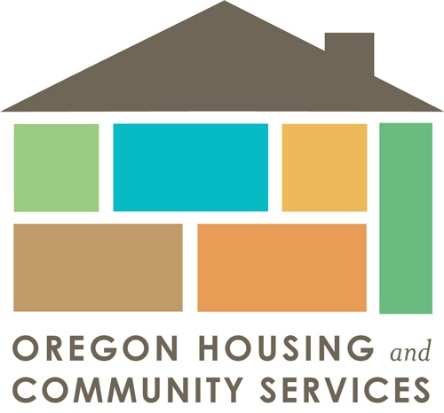 OREGON HOUSING and
COMMUNITY SERVICES